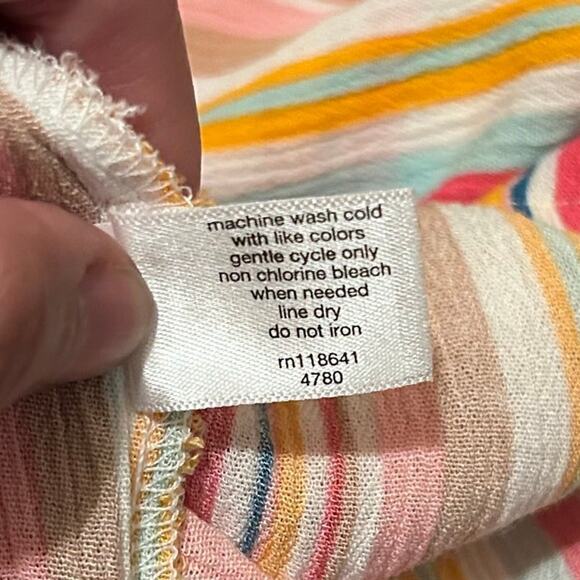 machine wash cold
with like colors
gentle cycle only
non chlorine bleach
when needed
line dry
do not iron
rn118641
4780